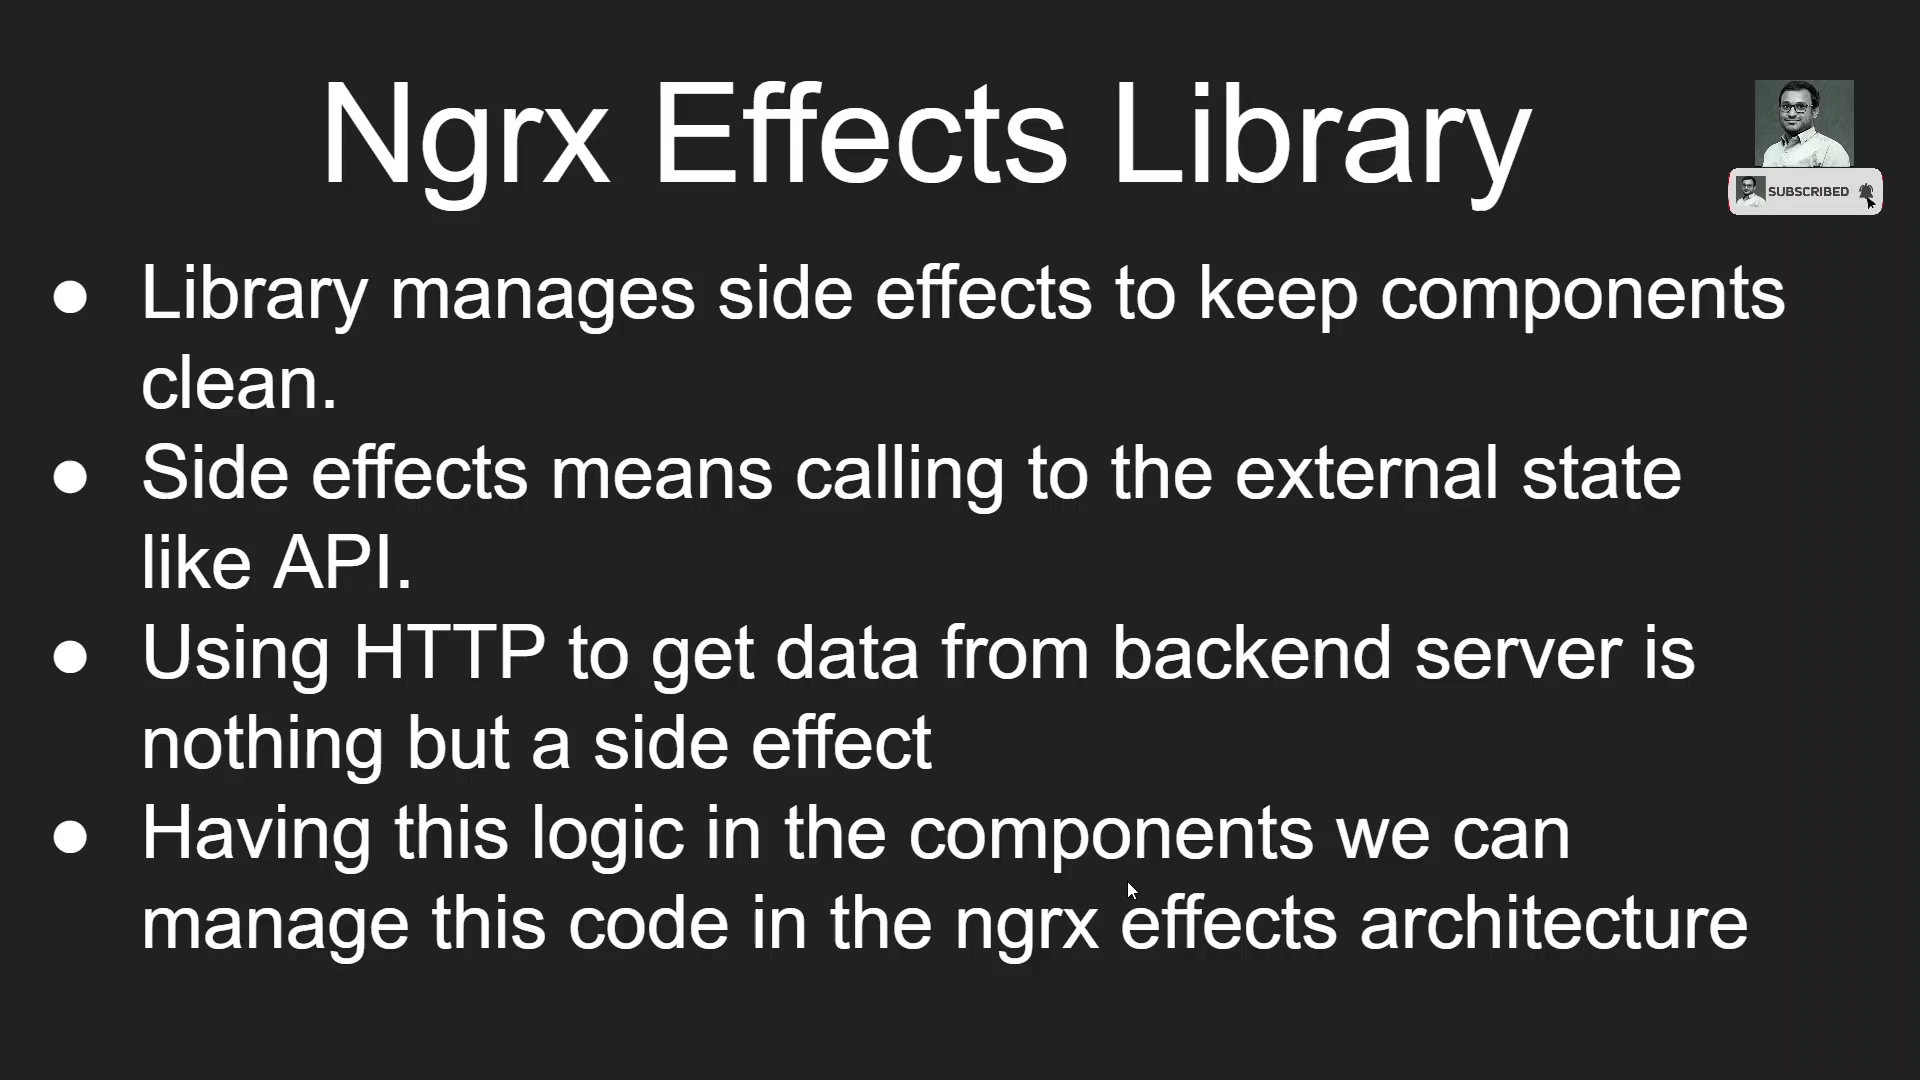 Ngrx Effects Library
SUBSCRIBED
● Library manages side effects to keep components
clean.
● Side effects means calling to the external state
like API.
● Using HTTP to get data from backend server is
nothing but a side effect
● Having this logic in the components we can
manage this code in the ngrx effects architecture